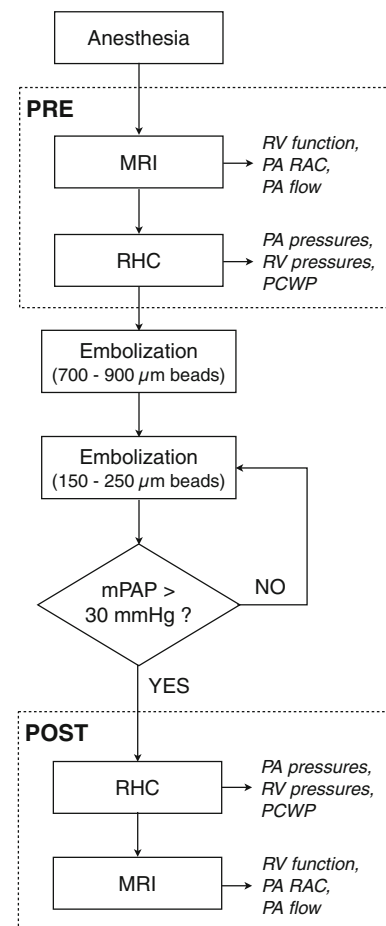 Anesthesia
PRE
MRI
RV function,
PA RAC,
PA flow
RHC
PA pressures,
RV pressures,
PCWP
Embolization
(700 - 900 µm beads)
Embolization
(150 - 250 µm beads)
mPAP >
30 mmHg ?
NO
YES
POST
RHC
PA pressures,
RV pressures,
PCWP
MRI
RV function,
PA RAC,
PA flow